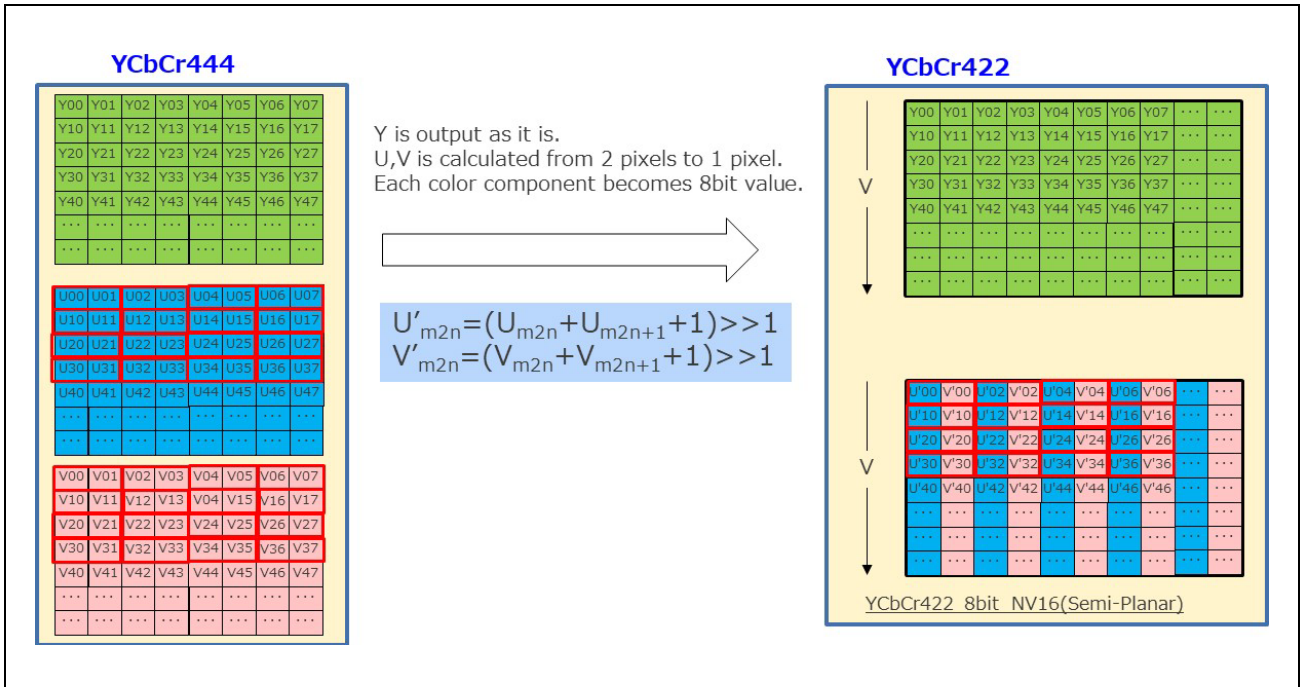 YCbCr444
Y00 Y01 Y02 Y03 Y04 Y05 Y06 Y07
Y10 Y11 Y12 Y13 Y14 Y15 Y16 Y17
Y20 Y21 Y22 Y23 Y24 Y25 Y26 Y27
Y30 Y31 Y32 Y33 Y34 Y35 Y36 Y37
Y40 Y41 Y42 Y43 Y44 Y45 Y46 Y47
... ... ... ... ... ... ... ...
... ... ... ... ... ... ... ...
U00 U01 U02 U03 U04 U05 U06 U07
U10 U11 U12 U13 U14 U15 U16 U17
U20 U21 U22 U23 U24 U25 U26 U27
U30 U31 U32 U33 U34 U35 U36 U37
U40 U41 U42 U43 U44 U45 U46 U47
... ... ... ... ... ... ... ...
... ... ... ... ... ... ... ...
V00 V01 V02 V03 V04 V05 V06 V07
V10 V11 V12 V13 V04 V15 V16 V17
V20 V21 V22 V23 V24 V25 V26 V27
V30 V31 V32 V33 V34 V35 V36 V37
V40 V41 V42 V43 V44 V45 V46 V47
... ... ... ... ... ... ... ...
... ... ... ... ... ... ... ...
Y is output as it is.
U,V is calculated from 2 pixels to 1 pixel.
Each color component becomes 8bit value.
U′m2n=(Um2n+Um2n+1+1)>>1
V′m2n=(Vm2n+Vm2n+1+1)>>1
YCbCr422
V
Y00 Y01 Y02 Y03 Y04 Y05 Y06 Y07 ... ...
Y10 Y11 Y12 Y13 Y14 Y15 Y16 Y17 ... ...
Y20 Y21 Y22 Y23 Y24 Y25 Y26 Y27 ... ...
Y30 Y31 Y32 Y33 Y34 Y35 Y36 Y37 ... ...
Y40 Y41 Y42 Y43 Y44 Y45 Y46 Y47 ... ...
... ... ... ... ... ... ... ... ... ...
... ... ... ... ... ... ... ... ... ...
... ... ... ... ... ... ... ... ... ...
V
U'00 V'00 U'02 V'02 U'04 V'04 U'06 V'06 ... ...
U'10 V'10 U'12 V'12 U'14 V'14 U'16 V'16 ... ...
U'20 V'20 U'22 V'22 U'24 V'24 U'26 V'26 ... ...
U'30 V'30 U'32 V'32 U'34 V'34 U'36 V'36 ... ...
U'40 V'40 U'42 V'42 U'44 V'44 U'46 V'46 ... ...
... ... ... ... ... ... ... ... ... ...
... ... ... ... ... ... ... ... ... ...
... ... ... ... ... ... ... ... ... ...
YCbCr422 8bit NV16(Semi-Planar)